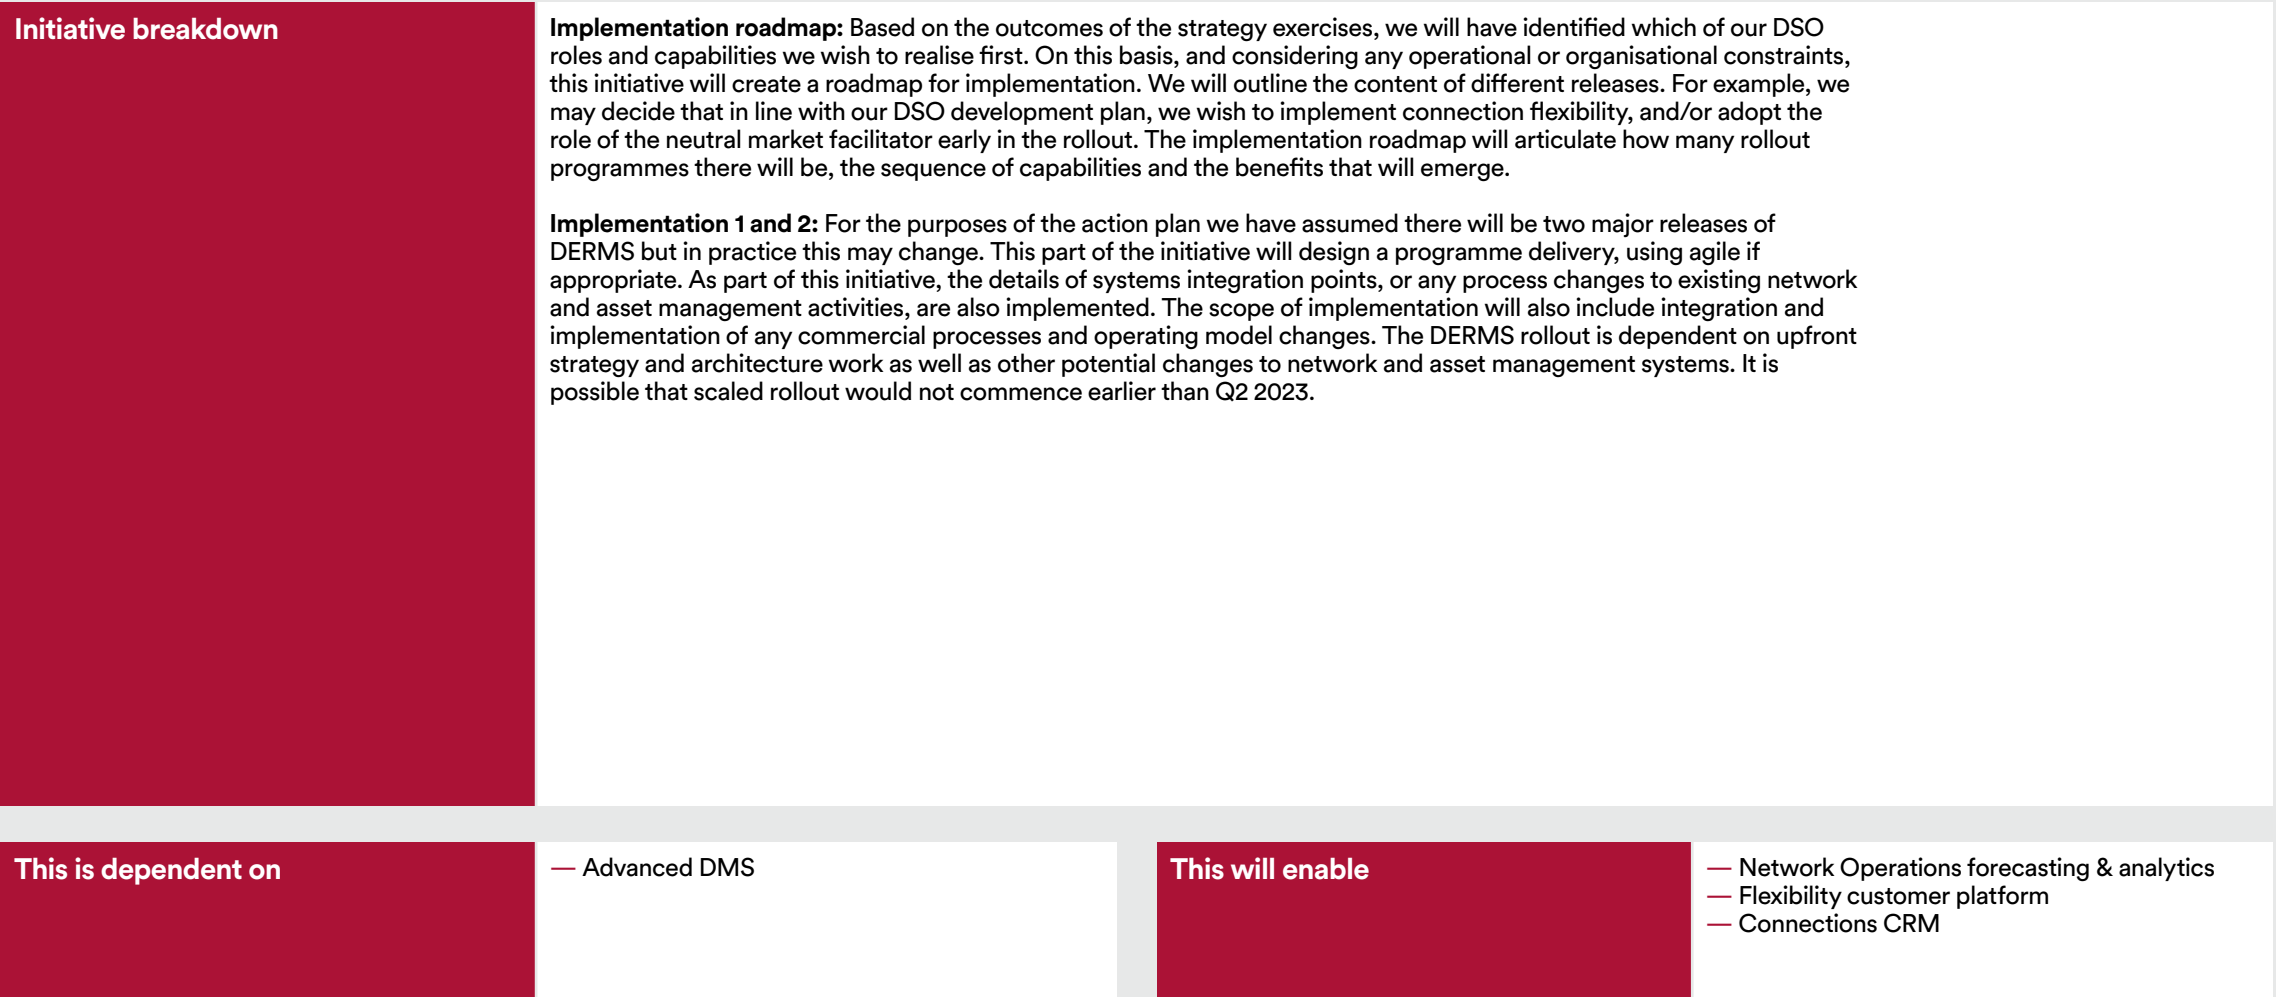 Initiative breakdown
Implementation roadmap: Based on the outcomes of the strategy exercises, we will have identified which of our DSO
roles and capabilities we wish to realise first. On this basis, and considering any operational or organisational constraints,
this initiative will create a roadmap for implementation. We will outline the content of different releases. For example, we
may decide that in line with our DSO development plan, we wish to implement connection flexibility, and/or adopt the
role of the neutral market facilitator early in the rollout. The implementation roadmap will articulate how many rollout
programmes there will be, the sequence of capabilities and the benefits that will emerge.
Implementation 1 and 2: For the purposes of the action plan we have assumed there will be two major releases of
DERMS but in practice this may change. This part of the initiative will design a programme delivery, using agile if
appropriate. As part of this initiative, the details of systems integration points, or any process changes to existing network
and asset management activities, are also implemented. The scope of implementation will also include integration and
implementation of any commercial processes and operating model changes. The DERMS rollout is dependent on upfront
strategy and architecture work as well as other potential changes to network and asset management systems. It is
possible that scaled rollout would not commence earlier than Q2 2023.
This is dependent on
— Advanced DMS
This will enable
— Network Operations forecasting & analytics
— Flexibility customer platform
— Connections CRM